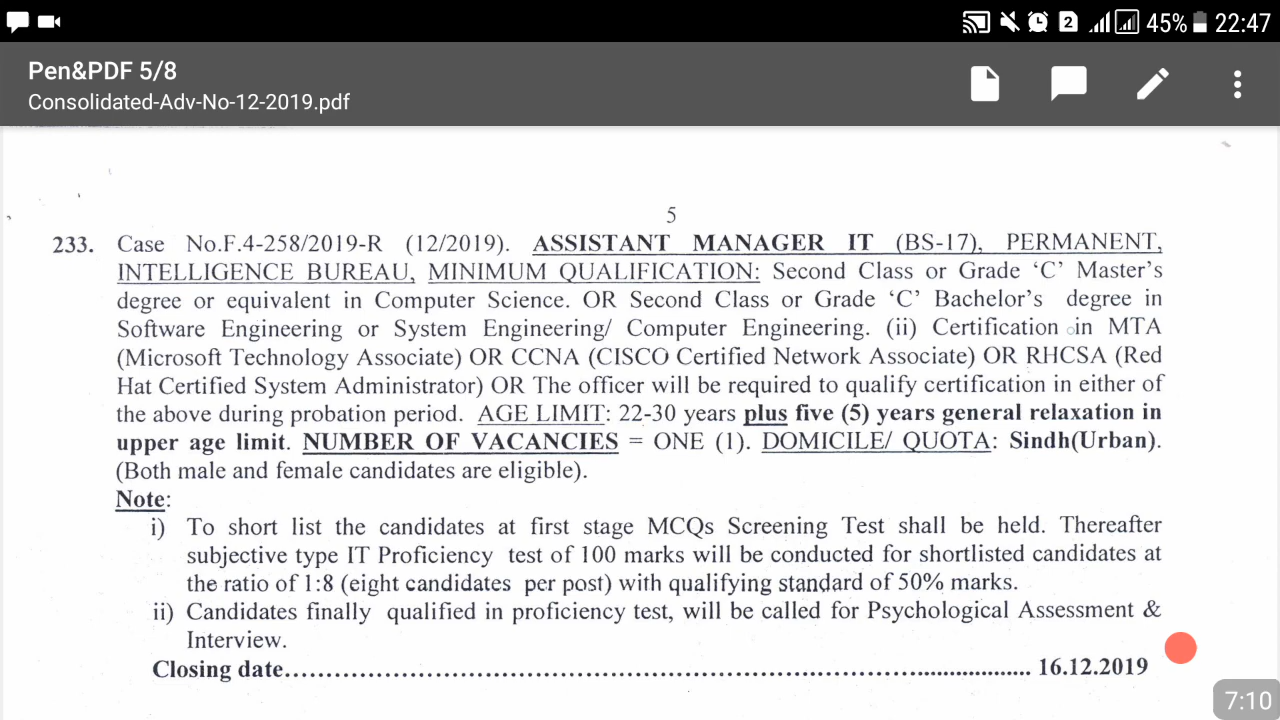 45% 22:47
Pen&PDF 5/8
Consolidated-Adv-No-12-2019.pdf
5
233. Case No.F.4-258/2019-R (12/2019). ASSISTANT MANAGER IT (BS-17), PERMANENT,
INTELLIGENCE BUREAU, MINIMUM QUALIFICATION: Second Class or Grade ‘C’ Master’s
degree or equivalent in Computer Science. OR Second Class or Grade ‘C’ Bachelor’s degree in
Software Engineering or System Engineering/ Computer Engineering. (ii) Certification in MTA
(Microsoft Technology Associate) OR CCNA (CISCO Certified Network Associate) OR RHCSA (Red
Hat Certified System Administrator) OR The officer will be required to qualify certification in either of
the above during probation period. AGE LIMIT: 22-30 years plus five (5) years general relaxation in
upper age limit. NUMBER OF VACANCIES = ONE (1). DOMICILE/ QUOTA: Sindh(Urban).
(Both male and female candidates are eligible).
Note:
i) To short list the candidates at first stage MCQs Screening Test shall be held. Thereafter
subjective type IT Proficiency test of 100 marks will be conducted for shortlisted candidates at
the ratio of 1:8 (eight candidates per post) with qualifying standard of 50% marks.
ii) Candidates finally qualified in proficiency test, will be called for Psychological Assessment &
Interview.
Closing date........................................................................................... 16.12.2019
7:10